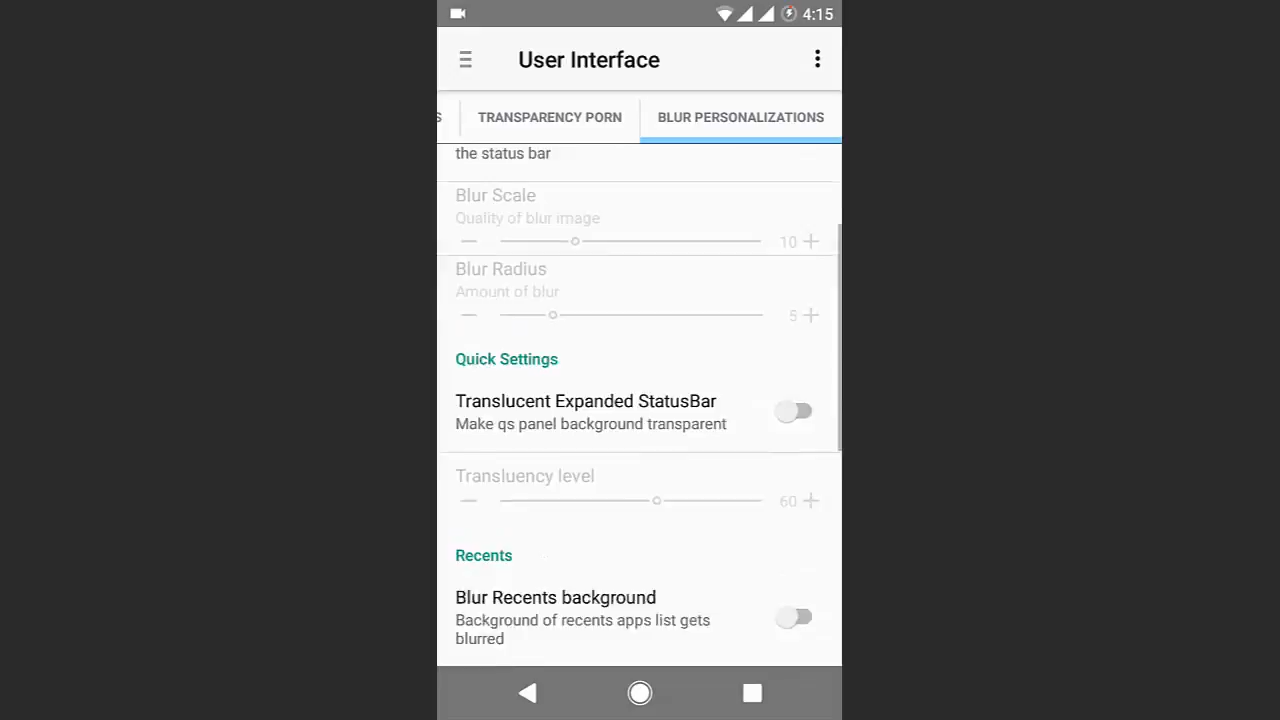 4:15
User Interface
S TRANSPARENCY PORN BLUR PERSONALIZATIONS
the status bar
Blur Scale
Quality of blur image
10
Blur Radius
Amount of blur
5
Quick Settings
Translucent Expanded StatusBar
Make qs panel background transparent
Transluency level
60
Recents
Blur Recents background
Background of recents apps list gets
blurred